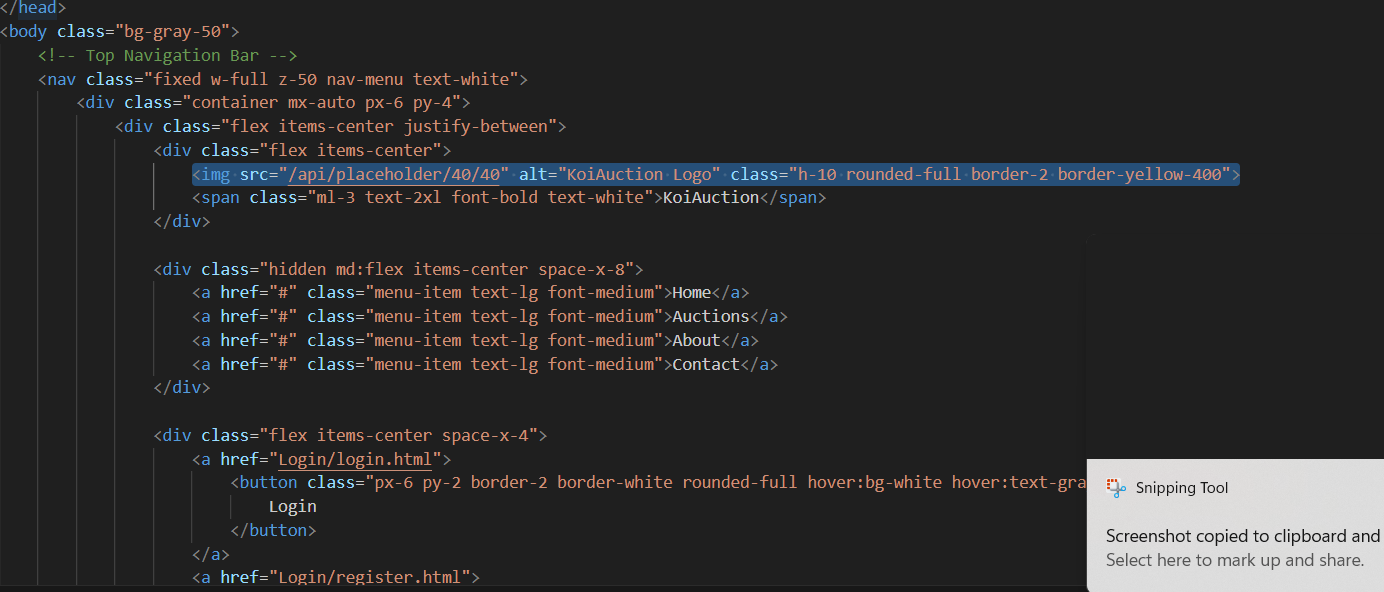 </head>
<body class="bg-gray-50">
<!-- Top Navigation Bar -->
<nav class="fixed w-full z-50 nav-menu text-white">
<div class="container mx-auto px-6 py-4">
<div class="flex items-center justify-between">
<div class="flex items-center">
<img src="/api/placeholder/40/40" alt="KoiAuction Logo" class="h-10 rounded-full border-2 border-yellow-400">
<span class="ml-3 text-2xl font-bold text-white">KoiAuction</span>
</div>
<div class="hidden md:flex items-center space-x-8">
<a href="#" class="menu-item text-lg font-medium">Home</a>
<a href="#" class="menu-item text-lg font-medium">Auctions</a>
<a href="#" class="menu-item text-lg font-medium">About</a>
<a href="#" class="menu-item text-lg font-medium">Contact</a>
</div>
<div class="flex items-center space-x-4">
<a href="Login/login.html">
<button class="px-6 py-2 border-2 border-white rounded-full hover:bg-white hover:text-gra
Login
</button>
</a>
<a href="Login/register.html">
Snipping Tool
Screenshot copied to clipboard and
Select here to mark up and share.